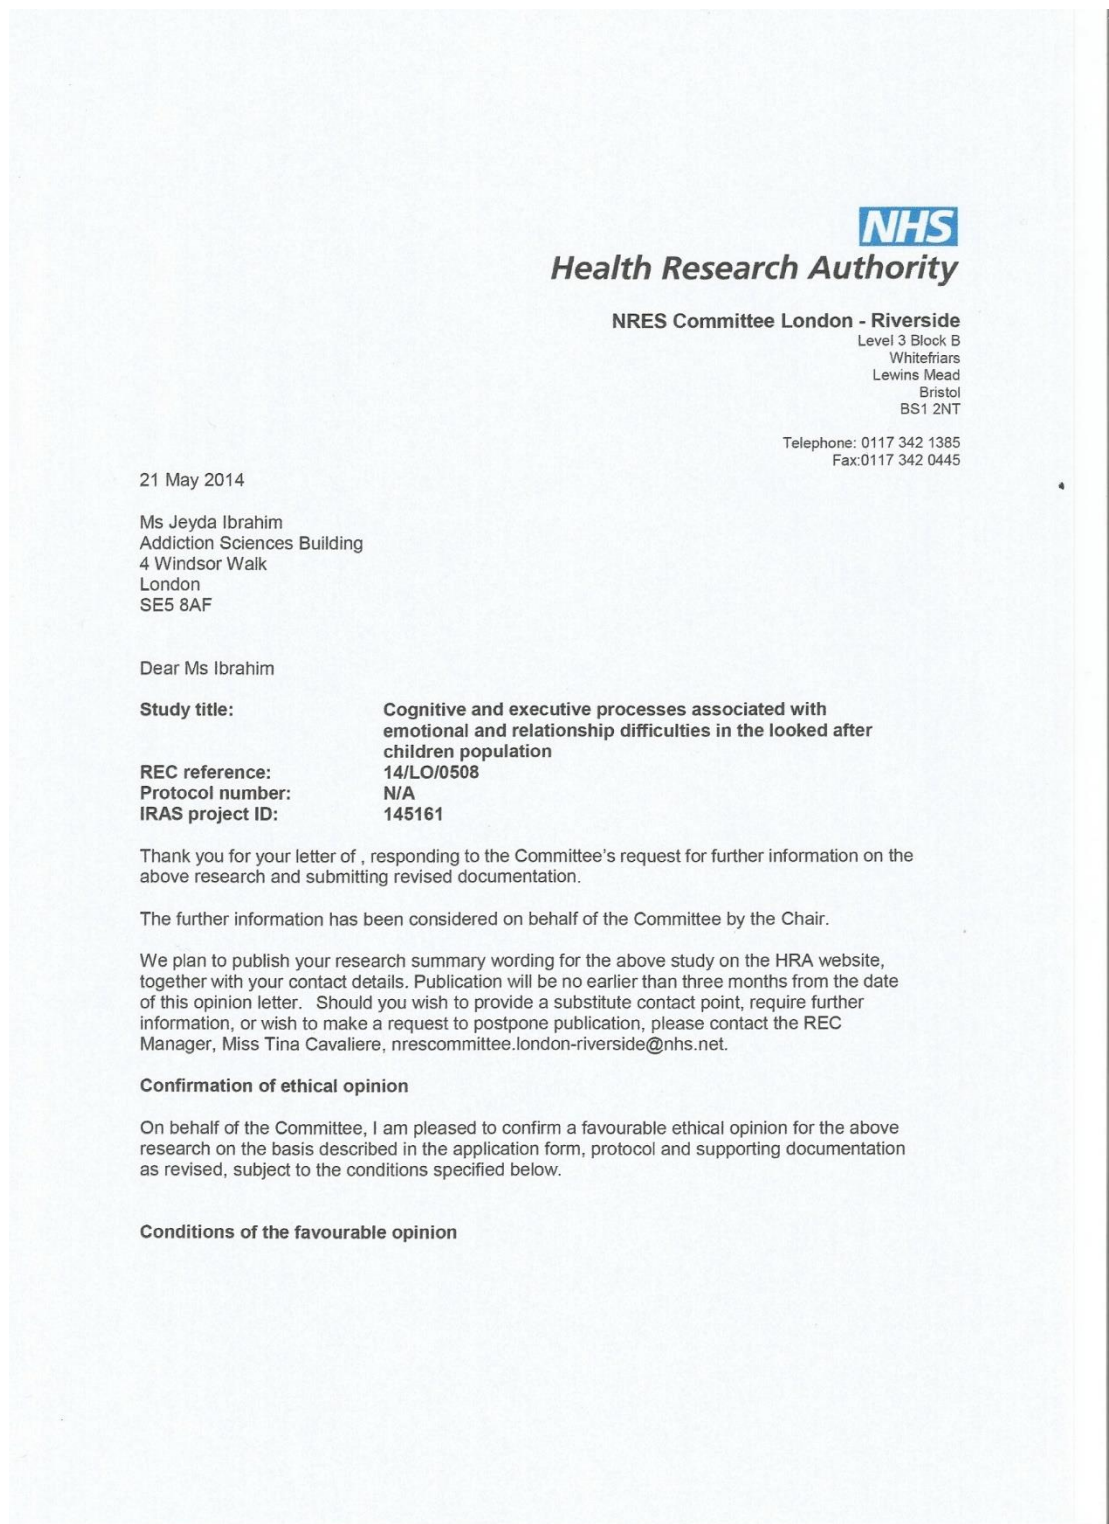 NHS
Health Research Authority
NRES Committee London - Riverside
Level 3 Block B
Whitefriars
Lewins Mead
Bristol
BS1 2NT
Telephone: 0117 342 1385
Fax:0117 342 0445
21 May 2014
Ms Jeyda Ibrahim
Addiction Sciences Building
4 Windsor Walk
London
SE5 8AF
Dear Ms Ibrahim
Study title: Cognitive and executive processes associated with
emotional and relationship difficulties in the looked after
children population
REC reference: 14/LO/0508
Protocol number: N/A
IRAS project ID: 145161
Thank you for your letter of , responding to the Committee's request for further information on the
above research and submitting revised documentation.
The further information has been considered on behalf of the Committee by the Chair.
We plan to publish your research summary wording for the above study on the HRA website,
together with your contact details. Publication will be no earlier than three months from the date
of this opinion letter. Should you wish to provide a substitute contact point, require further
information, or wish to make a request to postpone publication, please contact the REC
Manager, Miss Tina Cavaliere, nrescommittee.london-riverside@nhs.net.
Confirmation of ethical opinion
On behalf of the Committee, I am pleased to confirm a favourable ethical opinion for the above
research on the basis described in the application form, protocol and supporting documentation
as revised, subject to the conditions specified below.
Conditions of the favourable opinion